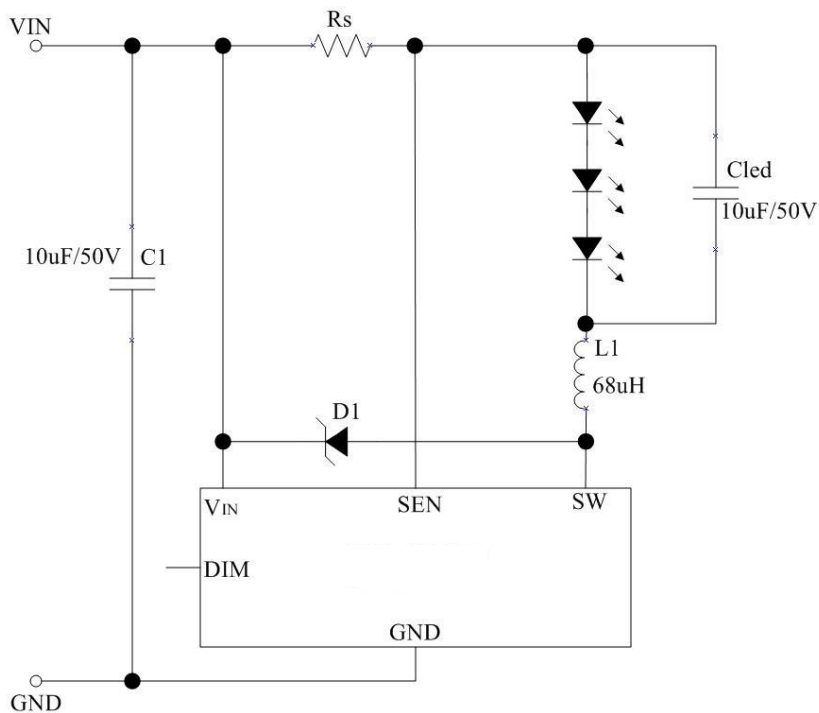 VIN
Rs
Cled
10uF/50V
10uF/50V C1
L1
68uH
D1
VIN SEN SW
DIM
GND
GND